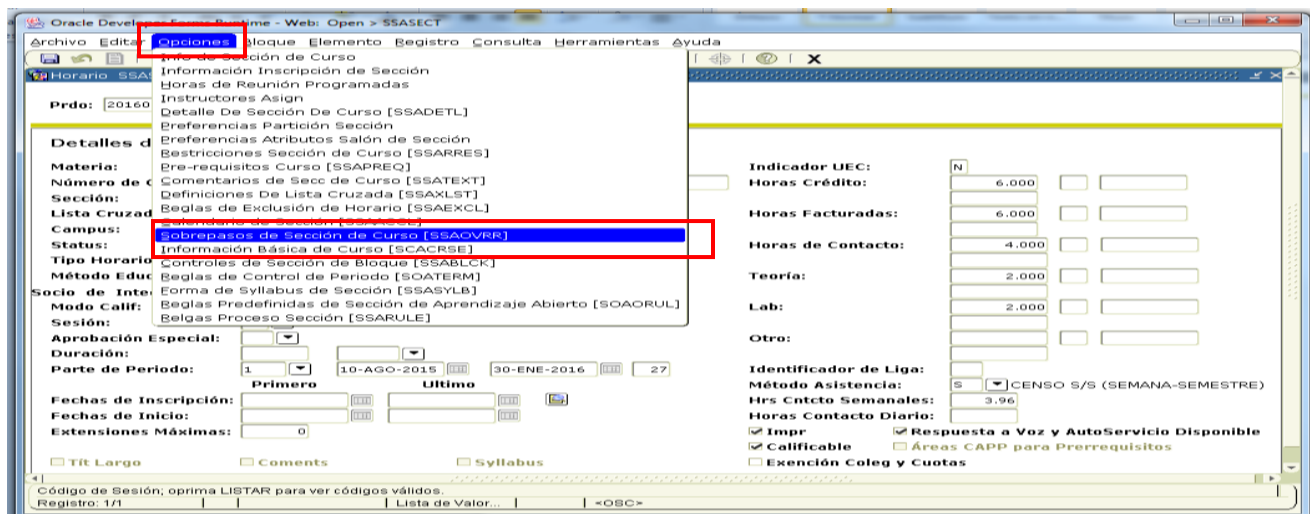 Oracle Developer Forms Runtime - Web: Open > SSASECT
Archivo Editar Opciones Bloque Elemento Registro Consulta Herramientas Ayuda
Info de Sección de Curso
Información Inscripción de Sección
Horas de Reunión Programadas
Instructores Asign
Detalle De Sección De Curso [SSADETL]
Preferencias Partición Sección
Preferencias Atributos Salón de Sección
Restricciones Sección de Curso [SSARRES]
Pre-requisitos Curso [SSAPREQ]
Comentarios de Secc de Curso [SSATEXT]
Definiciones De Lista Cruzada [SSAXLST]
Reglas de Exclusión de Horario [SSAEXCL]
Calendario de Sección [SSAACCL]
Sobrepasos de Sección de Curso [SSAOVRR]
Información Básica de Curso [SCACRSE]
Controles de Sección de Bloque [SSABLCK]
Reglas de Control de Periodo [SOATERM]
Forma de Syllabus de Sección [SSASYLB]
Reglas Predefinidas de Sección de Aprendizaje Abierto [SOAORUL]
Relgas Proceso Sección [SSARULE]
Horario SSAS
Prdo: 20160
Detalles d
Materia: Indicador UEC: N
Número de C Horas Crédito: 6.000
Sección:
Lista Cruzad Horas Facturadas: 6.000
Campus:
Status: Horas de Contacto: 4.000
Tipo Horario
Método Educ Teoría: 2.000
Socio de Inte
Modo Calif: Lab: 2.000
Sesión:
Aprobación Especial: Otro:
Duración:
Parte de Periodo: 1 10-AGO-2015 30-ENE-2016 27 Identificador de Liga:
Primero Ultimo Método Asistencia: S CENSO S/S (SEMANA-SEMESTRE)
Fechas de Inscripción: Hrs Cntcto Semanales: 3.96
Fechas de Inicio: Horas Contacto Diario:
Extensiones Máximas: 0 Impr Respuesta a Voz y AutoServicio Disponible
Calificable Áreas CAPP para Prerrequisitos
Tít Largo Coments Syllabus Exención Coleg y Cuotas
Código de Sesión; oprima LISTAR para ver códigos válidos.
Registro: 1/1 Lista de Valor... <OSC>